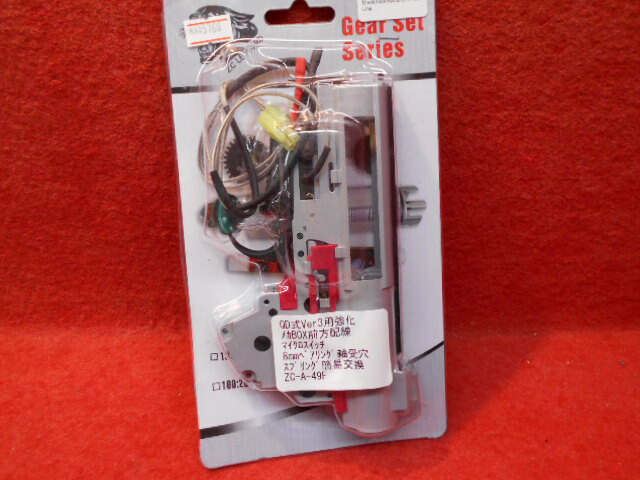 Gear Set
Series
QD式Ver3用強化
ﾒｶBOX前方配線
ﾏｲｸﾛｽｲｯﾁ
8mmﾍﾞｱﾘﾝｸﾞ軸受穴
ｽﾌﾟﾘﾝｸﾞ簡易交換
ZC-A-49F